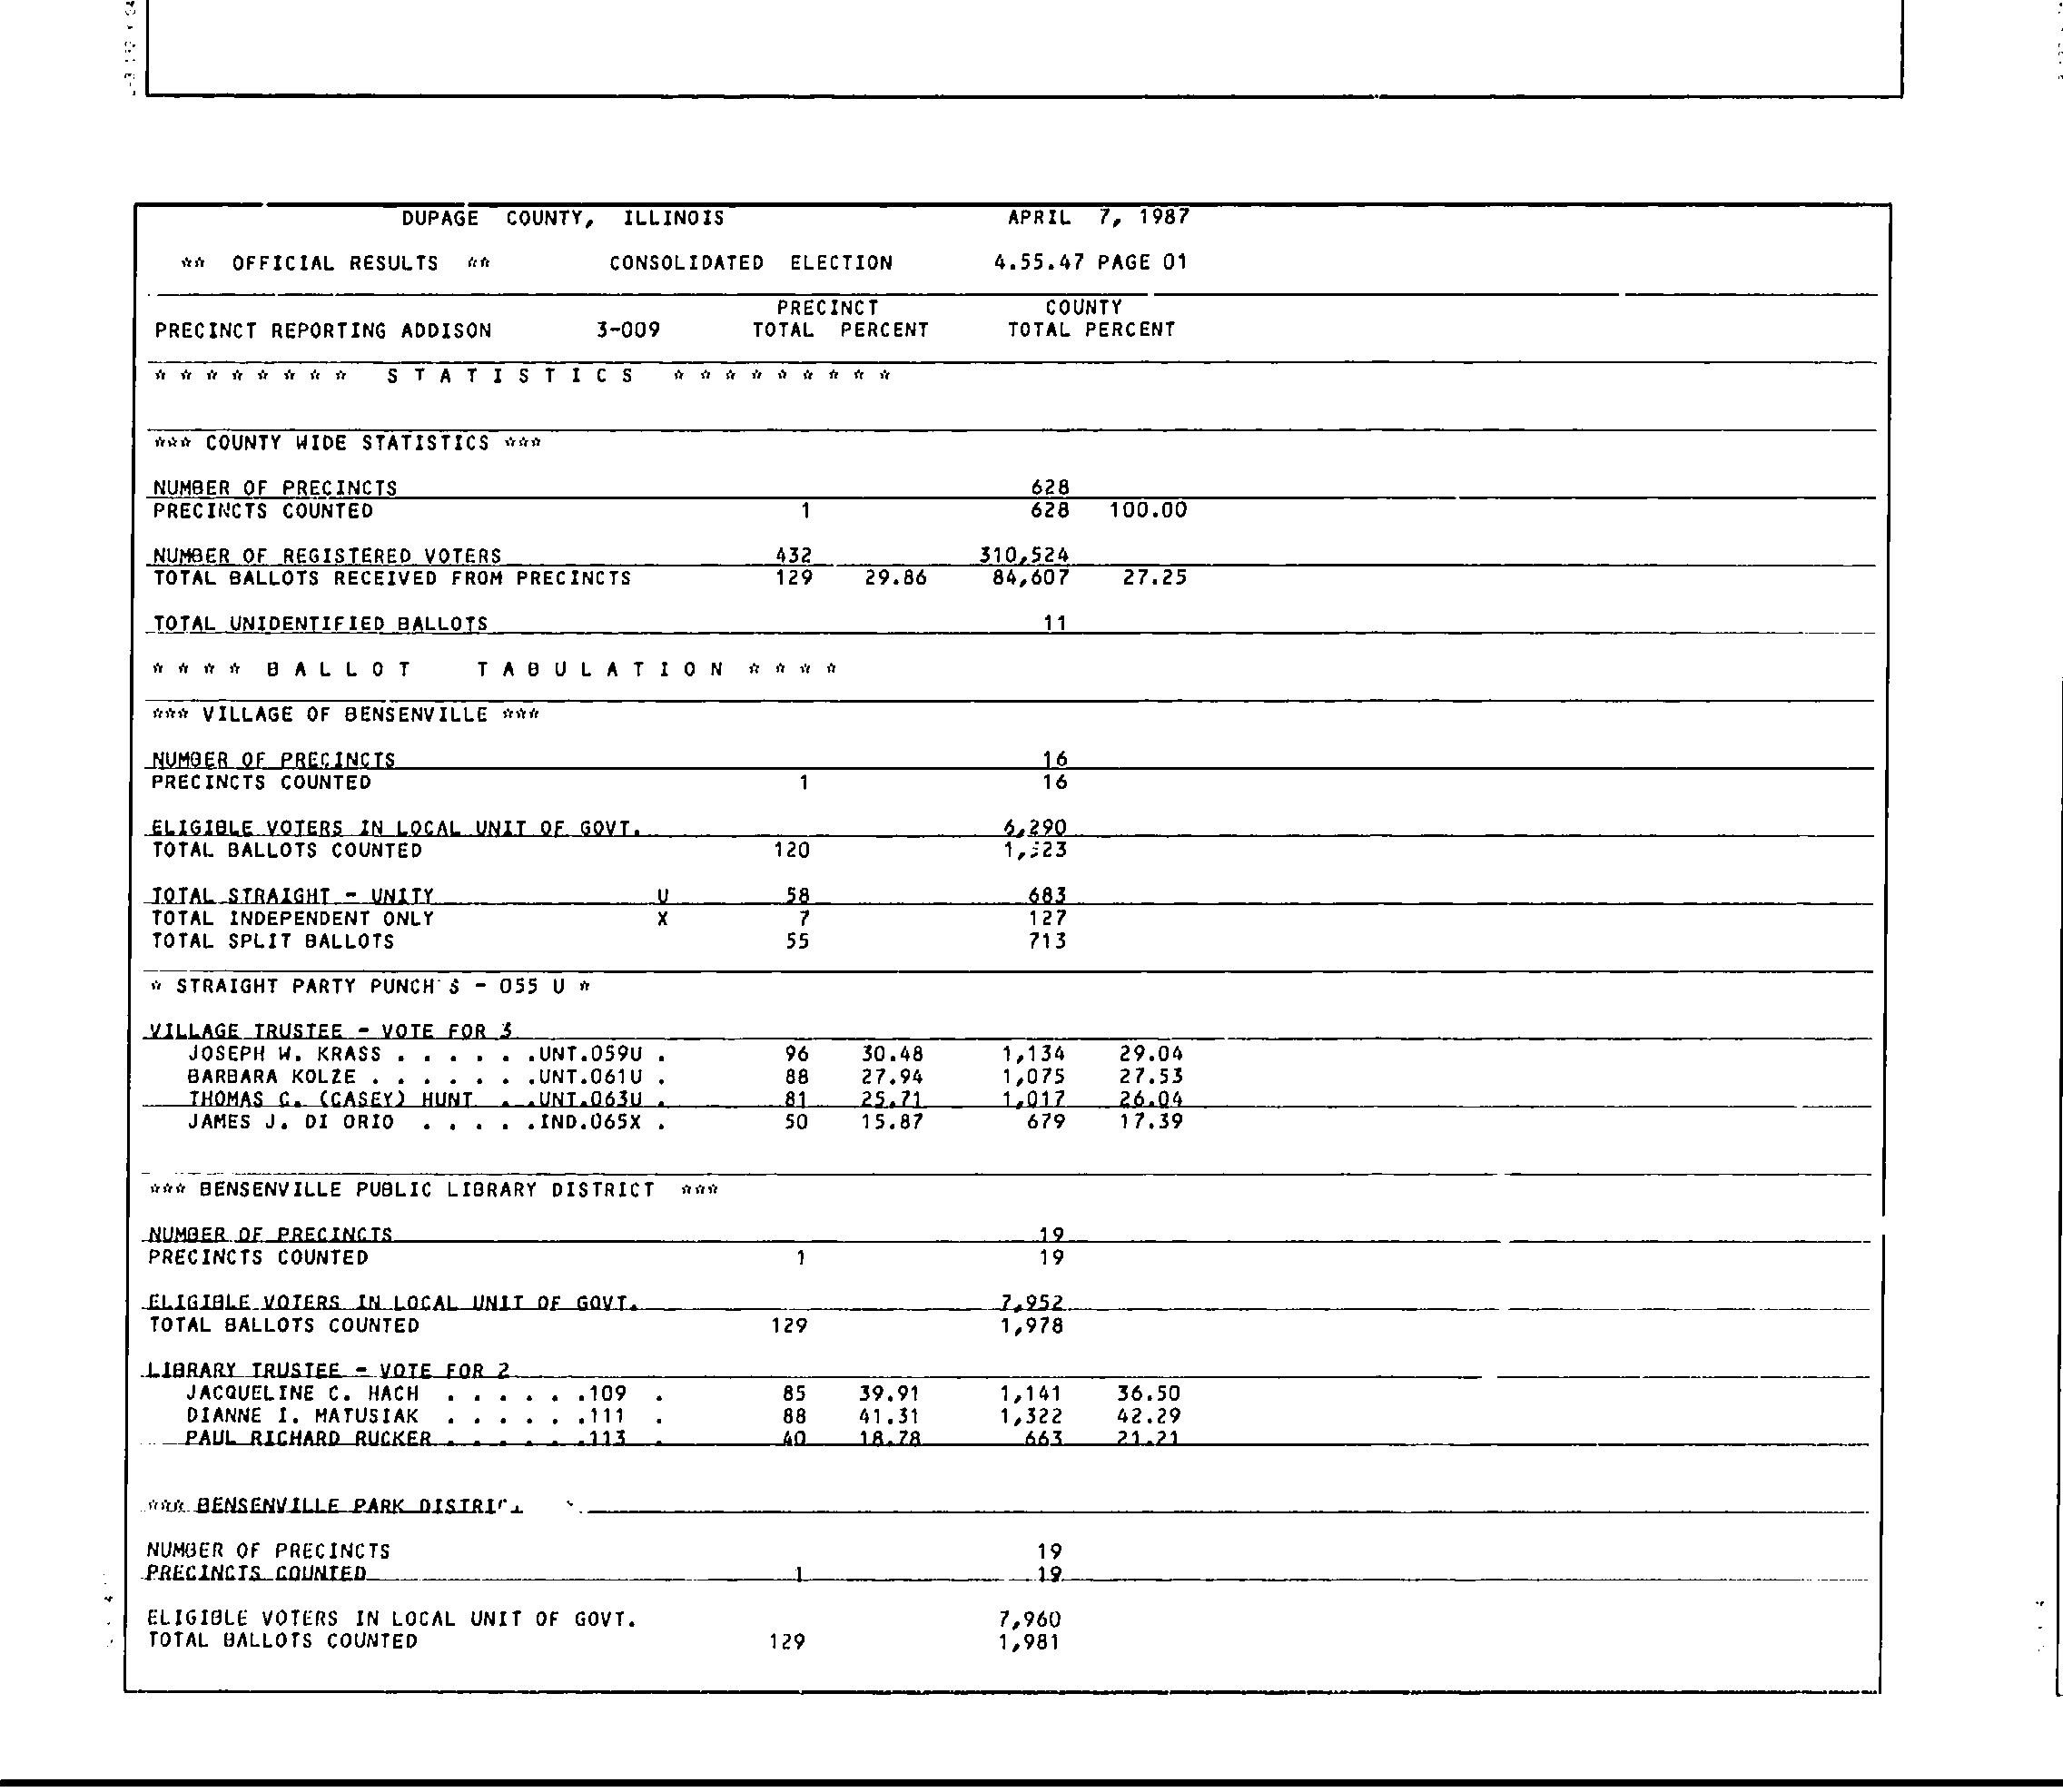 DUPAGE COUNTY, ILLINOIS APRIL 7, 1987
** OFFICIAL RESULTS ** CONSOLIDATED ELECTION 4.55.47 PAGE 01
PRECINCT COUNTY
PRECINCT REPORTING ADDISON 3-009 TOTAL PERCENT TOTAL PERCENT
* * * * * * * * S T A T I S T I C S * * * * * * * * *
*** COUNTY WIDE STATISTICS ***
NUMBER OF PRECINCTS 628
PRECINCTS COUNTED 1 628 100.00
NUMBER OF REGISTERED VOTERS 432 310,524
TOTAL BALLOTS RECEIVED FROM PRECINCTS 129 29.86 84,607 27.25
TOTAL UNIDENTIFIED BALLOTS 11
* * * * B A L L O T T A B U L A T I O N * * * *
*** VILLAGE OF BENSENVILLE ***
NUMBER OF PRECINCTS 16
PRECINCTS COUNTED 1 16
ELIGIBLE VOTERS IN LOCAL UNIT OF GOVT. 6,290
TOTAL BALLOTS COUNTED 120 1,523
TOTAL STRAIGHT - UNITY U 58 683
TOTAL INDEPENDENT ONLY X 7 127
TOTAL SPLIT BALLOTS 55 713
* STRAIGHT PARTY PUNCH'S - 055 U *
VILLAGE TRUSTEE - VOTE FOR 3
JOSEPH W. KRASS . . . . . .UNT.059U . 96 30.48 1,134 29.04
BARBARA KOLZE . . . . . . .UNT.061U . 88 27.94 1,075 27.53
THOMAS C. (CASEY) HUNT . .UNT.063U . 81 25.71 1,017 26.04
JAMES J. DI ORIO . . . . .IND.065X . 50 15.87 679 17.39
*** BENSENVILLE PUBLIC LIBRARY DISTRICT ***
NUMBER OF PRECINCTS 19
PRECINCTS COUNTED 1 19
ELIGIBLE VOTERS IN LOCAL UNIT OF GOVT. 7,952
TOTAL BALLOTS COUNTED 129 1,978
LIBRARY TRUSTEE - VOTE FOR 2
JACQUELINE C. HACH . . . . . .109 . 85 39.91 1,141 36.50
DIANNE I. MATUSIAK . . . . . .111 . 88 41.31 1,322 42.29
PAUL RICHARD RUCKER . . . . . .113 . 40 18.78 663 21.21
*** BENSENVILLE PARK DISTRICT
NUMBER OF PRECINCTS 19
PRECINCTS COUNTED 1 19
ELIGIBLE VOTERS IN LOCAL UNIT OF GOVT. 7,960
TOTAL BALLOTS COUNTED 129 1,981